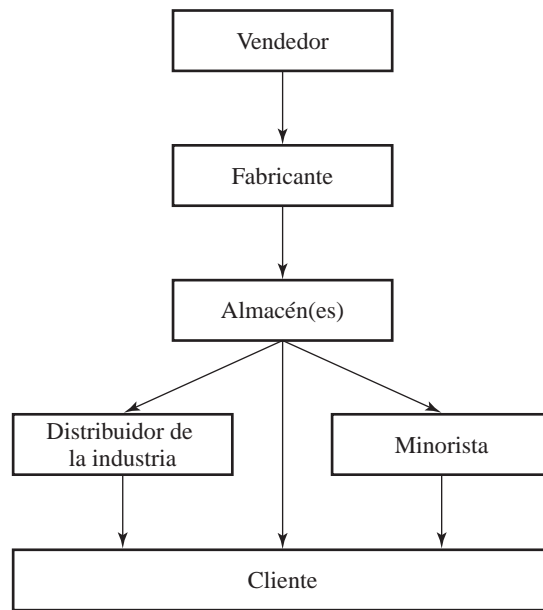 Vendedor
Fabricante
Almacén(es)
Distribuidor de
la industria
Minorista
Cliente